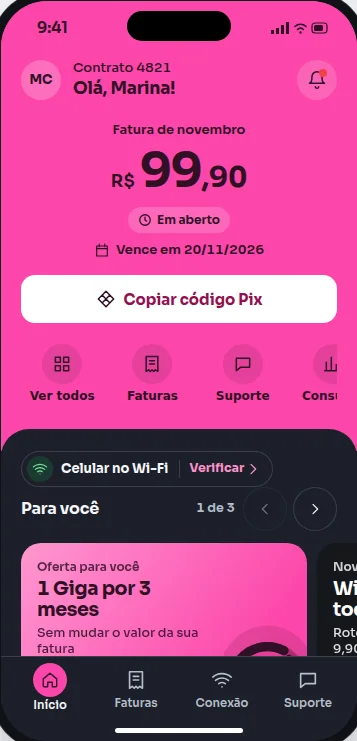 9:41
MC
Contrato 4821
Olá, Marina!
Fatura de novembro
R$ 99,90
Em aberto
Vence em 20/11/2026
Copiar código Pix
Ver todos
Faturas
Suporte
Celular no Wi-Fi
Verificar
Para você
1 de 3
Oferta para você
1 Giga por 3
meses
Sem mudar o valor da sua
fatura
9,90
Início
Faturas
Conexão
Suporte